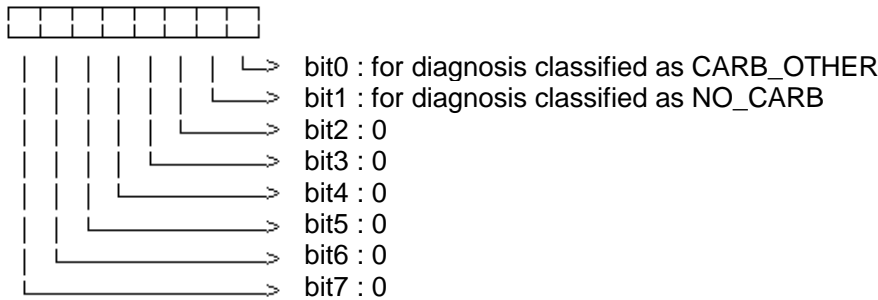 bit0 : for diagnosis classified as CARB_OTHER
bit1 : for diagnosis classified as NO_CARB
bit2 : 0
bit3 : 0
bit4 : 0
bit5 : 0
bit6 : 0
bit7 : 0